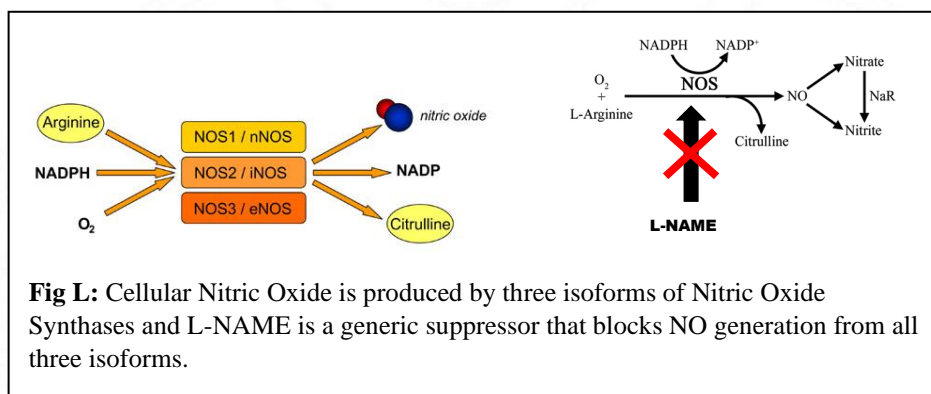 Arginine
NADPH
O₂
NOS1 / nNOS
NOS2 / iNOS
NOS3 / eNOS
nitric oxide
NADP
Citrulline
NADPH
NADP⁺
O₂
+
L-Arginine
NOS
NO
Citrulline
Nitrate
NaR
Nitrite
L-NAME
Fig L: Cellular Nitric Oxide is produced by three isoforms of Nitric Oxide
Synthases and L-NAME is a generic suppressor that blocks NO generation from all
three isoforms.